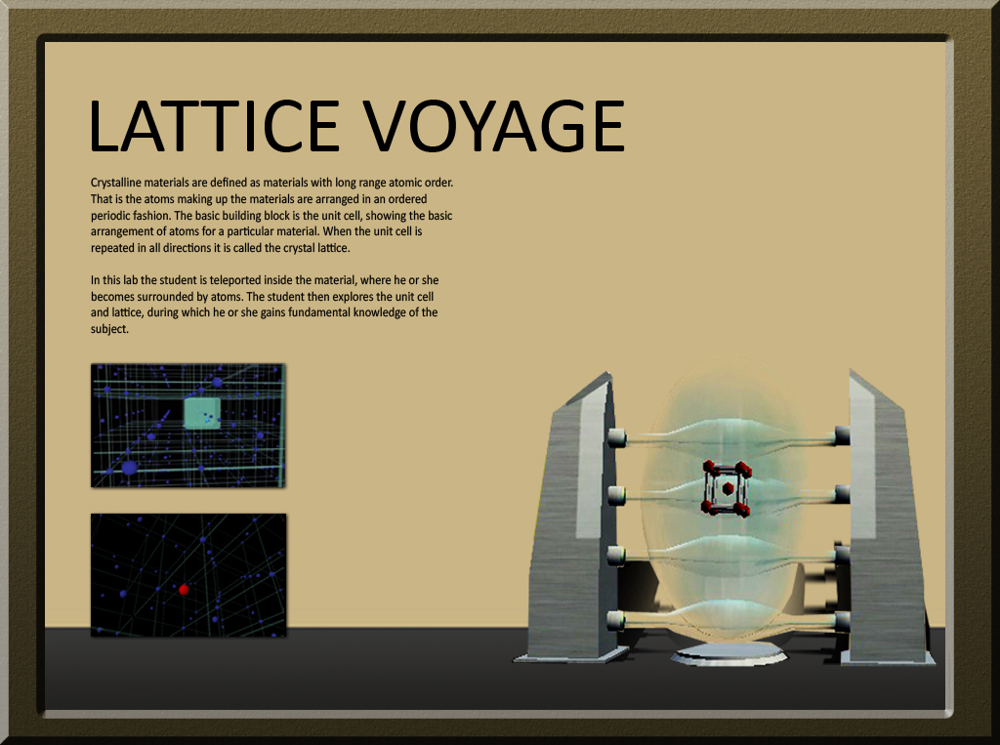 LATTICE VOYAGE
Crystalline materials are defined as materials with long range atomic order.
That is the atoms making up the materials are arranged in an ordered
periodic fashion. The basic building block is the unit cell, showing the basic
arrangement of atoms for a particular material. When the unit cell is
repeated in all directions it is called the crystal lattice.
In this lab the student is teleported inside the material, where he or she
becomes surrounded by atoms. The student then explores the unit cell
and lattice, during which he or she gains fundamental knowledge of the
subject.